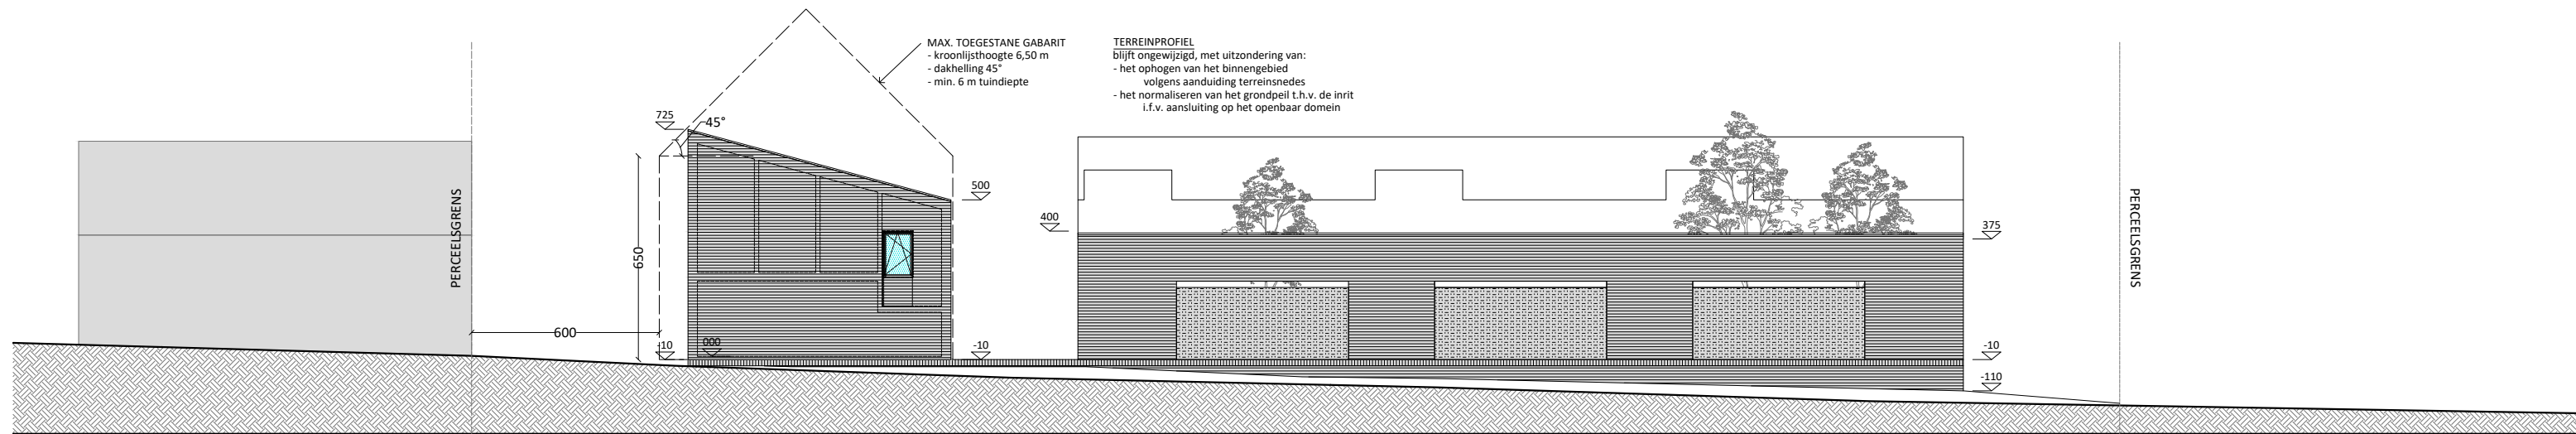 MAX. TOEGESTANE GABARIT
- kroonlijsthoogte 6,50 m
- dakhelling 45°
- min. 6 m tuindiepte
TERREINPROFIEL
blijft ongewijzigd, met uitzondering van:
- het ophogen van het binnengebied
volgens aanduiding terreinsnedes
- het normaliseren van het grondpeil t.h.v. de inrit
i.f.v. aansluiting op het openbaar domein
725
45°
PERCEELSGRENS
650
500
400
375
PERCEELSGRENS
600
-10
000
-10
-10
-110